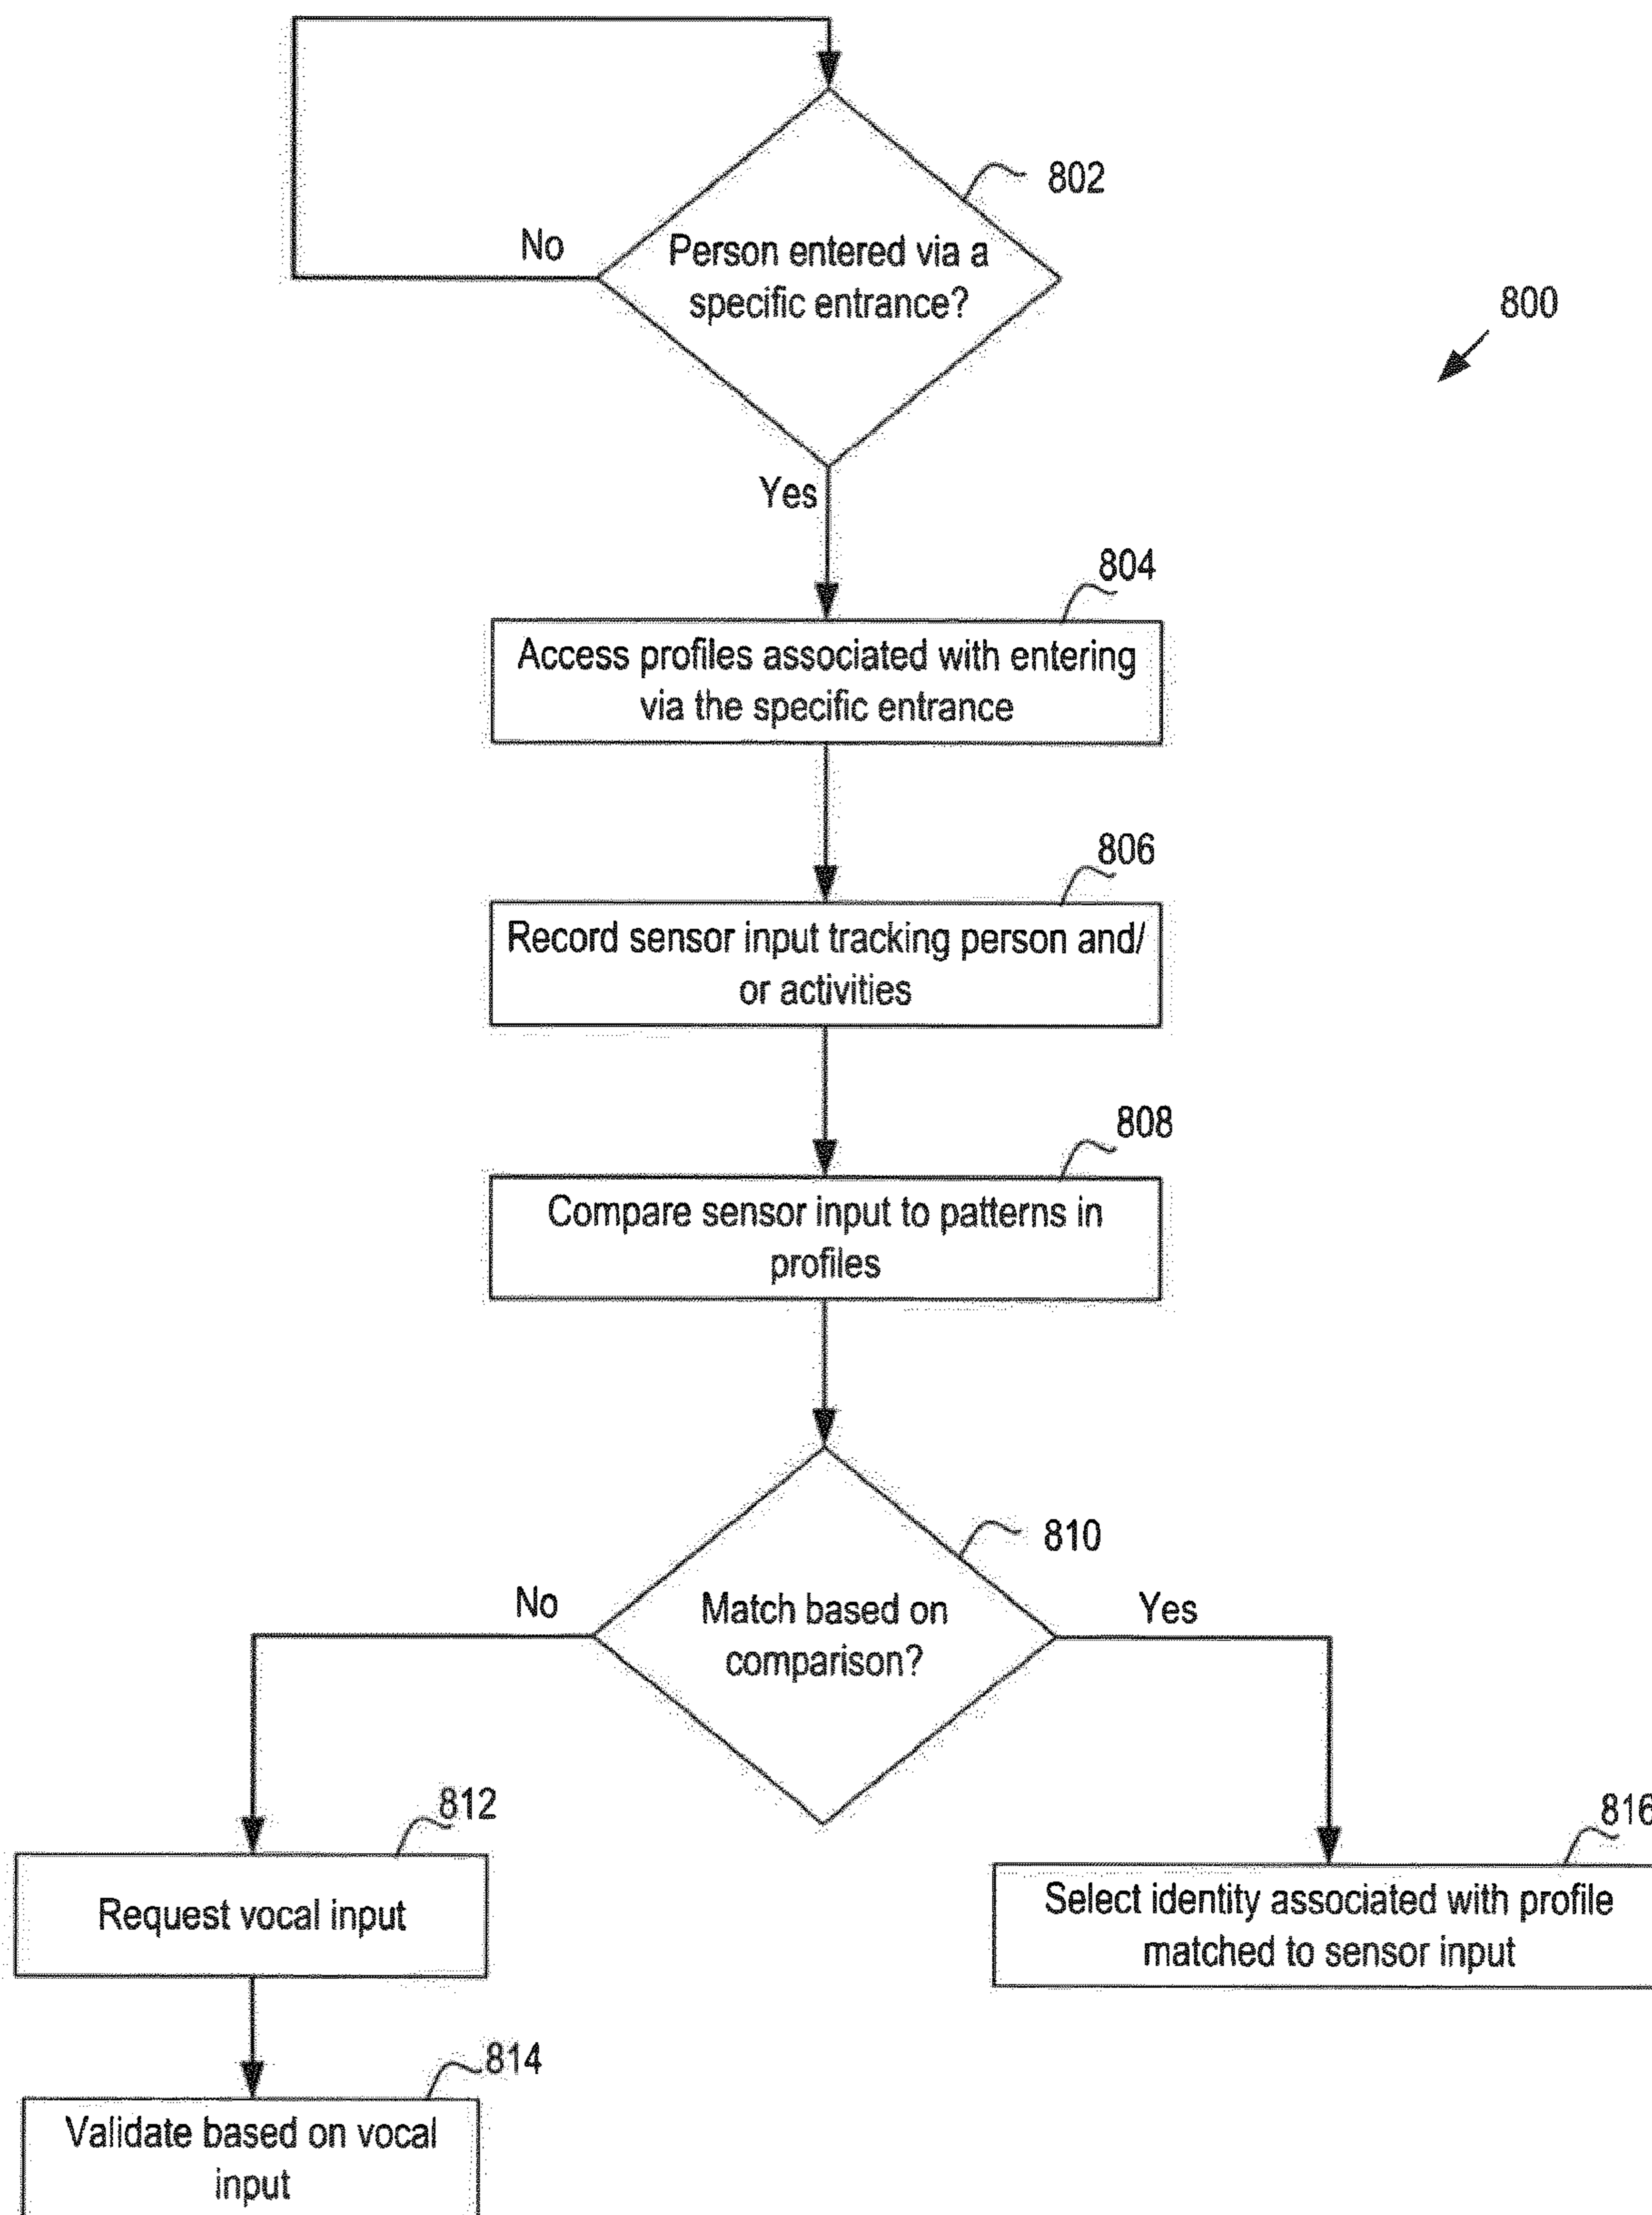 802
No
Person entered via a
specific entrance?
800
Yes
804
Access profiles associated with entering
via the specific entrance
806
Record sensor input tracking person and/
or activities
808
Compare sensor input to patterns in
profiles
810
No
Match based on
comparison?
Yes
812
816
Request vocal input
Select identity associated with profile
matched to sensor input
814
Validate based on vocal
input